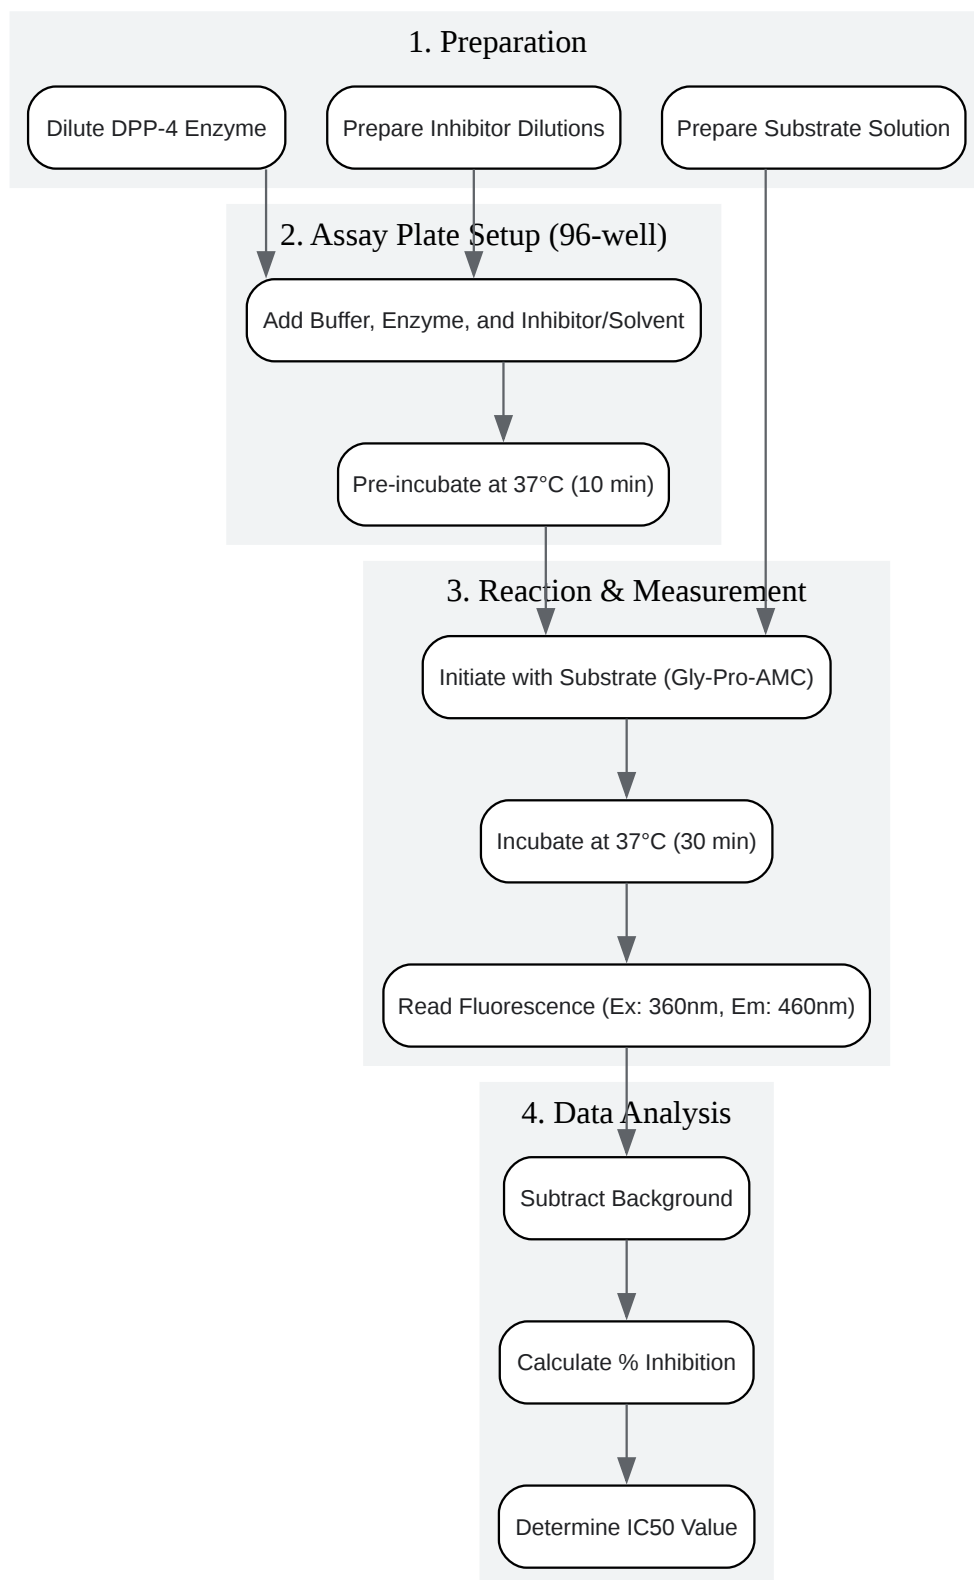 1. Preparation
Dilute DPP-4 Enzyme
Prepare Inhibitor Dilutions
Prepare Substrate Solution
2. Assay Plate Setup (96-well)
Add Buffer, Enzyme, and Inhibitor/Solvent
Pre-incubate at 37°C (10 min)
3. Reaction & Measurement
Initiate with Substrate (Gly-Pro-AMC)
Incubate at 37°C (30 min)
Read Fluorescence (Ex: 360nm, Em: 460nm)
4. Data Analysis
Subtract Background
Calculate % Inhibition
Determine IC50 Value